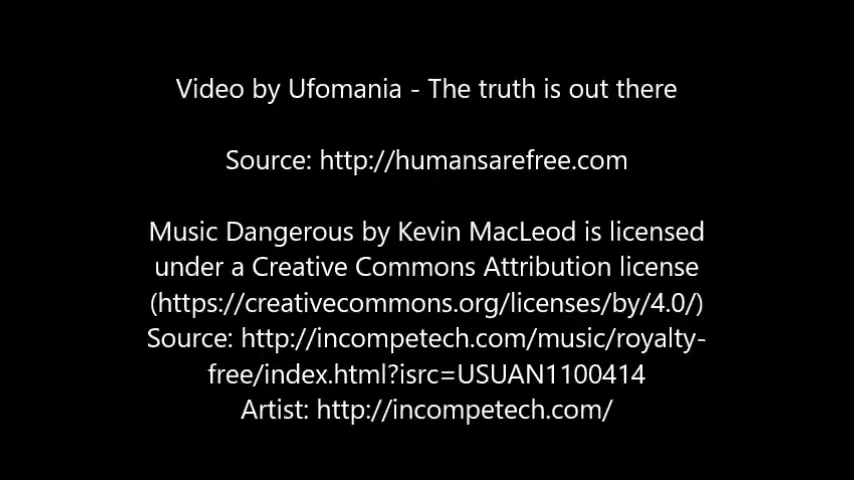 Video by Ufomania - The truth is out there
Source: http://humansarefree.com
Music Dangerous by Kevin MacLeod is licensed
under a Creative Commons Attribution license
(https://creativecommons.org/licenses/by/4.0/)
Source: http://incompetech.com/music/royalty-
free/index.html?isrc=USUAN1100414
Artist: http://incompetech.com/